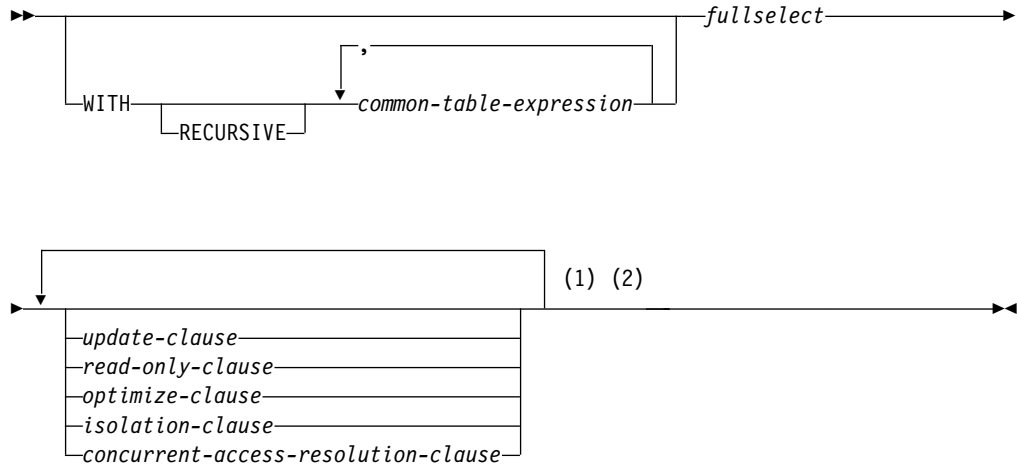 fullselect
,
WITH common-table-expression
RECURSIVE
(1) (2)
update-clause
read-only-clause
optimize-clause
isolation-clause
concurrent-access-resolution-clause